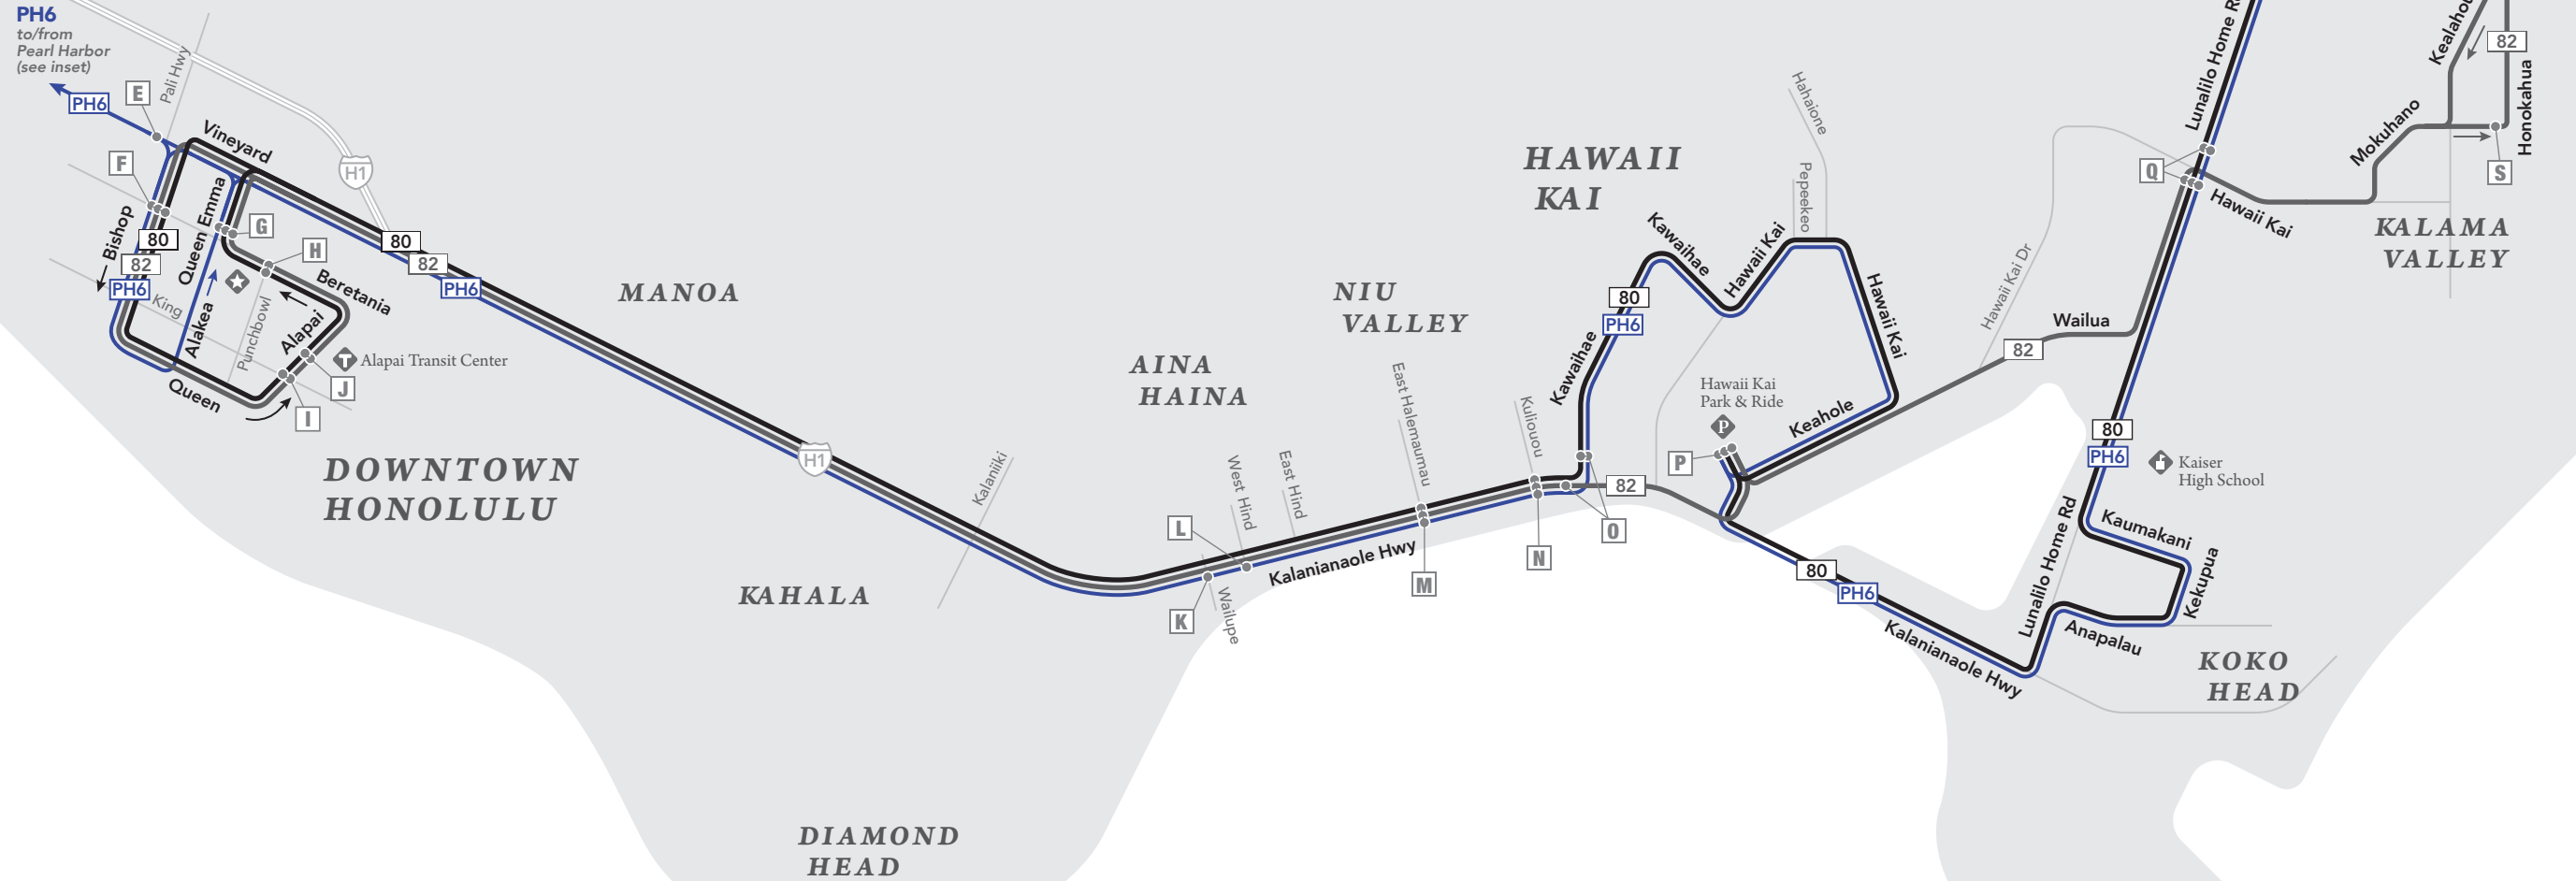 PH6
to/from
Pearl Harbor
(see inset)
PH6
E
Pali Hwy
Vineyard
F
H1
Bishop
Queen Emma
G
H
80
82
PH6
King
Alakea
Punchbowl
Beretania
Alapai
Alapai Transit Center
J
I
Queen
80
82
PH6
DOWNTOWN
HONOLULU
MANOA
H1
KAHALA
Kalaniiki
DIAMOND
HEAD
AINA
HAINA
L
K
West Hind
East Hind
Wailupe
Kalanianaole Hwy
NIU
VALLEY
East Halemaumau
M
Kuliouou
N
O
HAWAII
KAI
Kawaihae
80
PH6
Kawaihae
Hawaii Kai
Hahaione
Pepeekeo
Hawaii Kai
82
Hawaii Kai
Park & Ride
P
P
Keahole
80
PH6
Kalanianaole Hwy
Hawaii Kai Dr
82
Wailua
Lunalilo Home R
Q
Hawaii Kai
80
PH6
Kaiser
High School
Lunalilo Home Rd
Kaumakani
Kekupua
Anapalau
KOKO
HEAD
Kealahou
82
Honokahua
Mokuhano
S
KALAMA
VALLEY